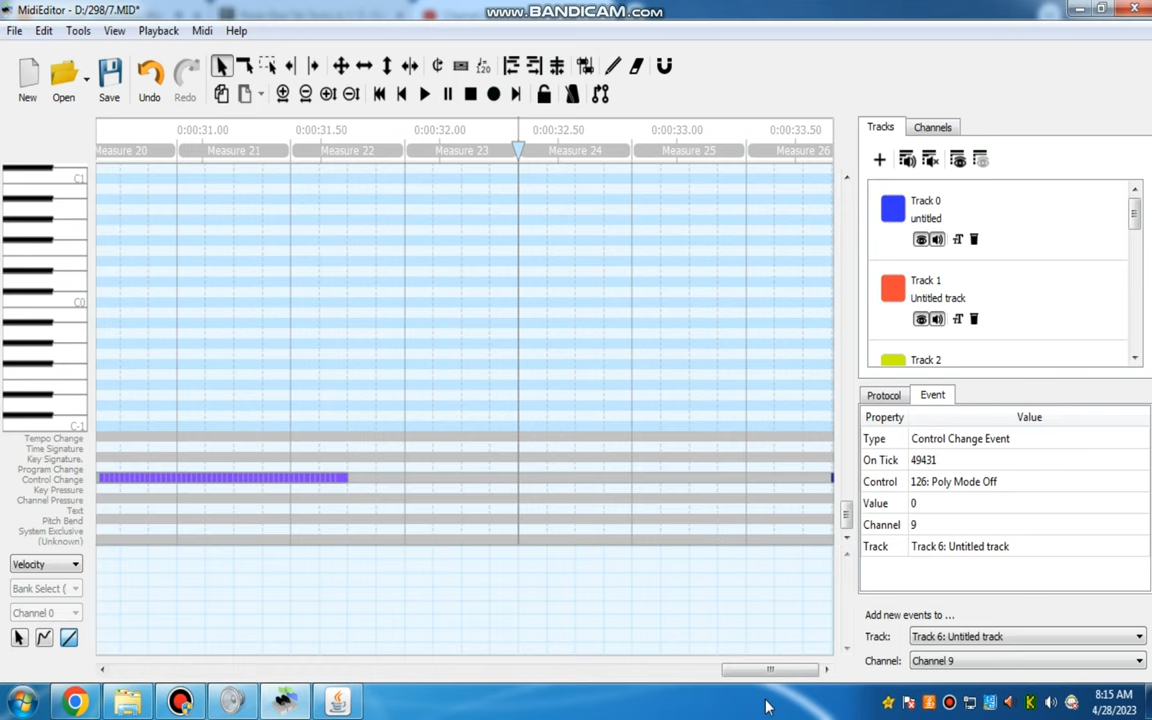 MidiEditor - D:/298/7.MID*
www.BANDICAM.com
File Edit Tools View Playback Midi Help
New Open Save Undo Redo
0:00:31.00 0:00:31.50 0:00:32.00 0:00:32.50 0:00:33.00 0:00:33.50
Measure 20 Measure 21 Measure 22 Measure 23 Measure 24 Measure 25 Measure 26
C1
C0
C-1
Tempo Change
Time Signature
Key Signature.
Program Change
Control Change
Key Pressure
Channel Pressure
Text
Pitch Bend
System Exclusive
(Unknown)
Velocity
Bank Select (
Channel 0
Tracks Channels
Track 0
untitled
Track 1
Untitled track
Track 2
Protocol Event
Property Value
Type Control Change Event
On Tick 49431
Control 126: Poly Mode Off
Value 0
Channel 9
Track Track 6: Untitled track
Add new events to ...
Track: Track 6: Untitled track
Channel: Channel 9
8:15 AM
4/28/2023